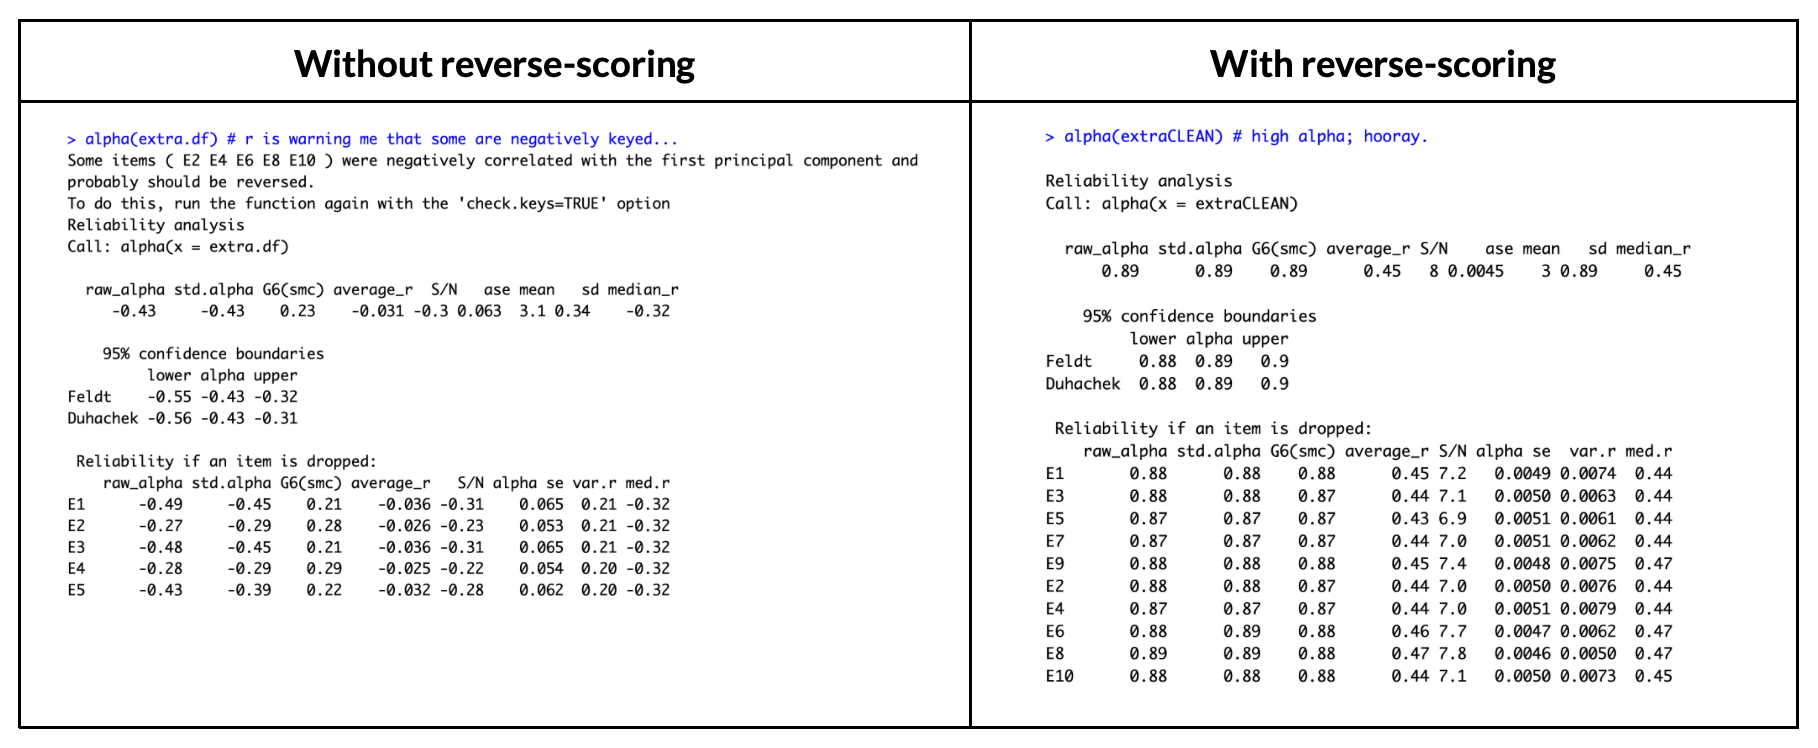 Without reverse-scoring
> alpha(extra.df) # r is warning me that some are negatively keyed...
Some items ( E2 E4 E6 E8 E10 ) were negatively correlated with the first principal component and
probably should be reversed.
To do this, run the function again with the 'check.keys=TRUE' option
Reliability analysis
Call: alpha(x = extra.df)
raw_alpha std.alpha G6(smc) average_r S/N ase mean sd median_r
-0.43 -0.43 0.23 -0.031 -0.3 0.063 3.1 0.34 -0.32
95% confidence boundaries
lower alpha upper
Feldt -0.55 -0.43 -0.32
Duhachek -0.56 -0.43 -0.31
Reliability if an item is dropped:
raw_alpha std.alpha G6(smc) average_r S/N alpha se var.r med.r
E1 -0.49 -0.45 0.21 -0.036 -0.31 0.065 0.21 -0.32
E2 -0.27 -0.29 0.28 -0.026 -0.23 0.053 0.21 -0.32
E3 -0.48 -0.45 0.21 -0.036 -0.31 0.065 0.21 -0.32
E4 -0.28 -0.29 0.29 -0.025 -0.22 0.054 0.20 -0.32
E5 -0.43 -0.39 0.22 -0.032 -0.28 0.062 0.20 -0.32
With reverse-scoring
> alpha(extraCLEAN) # high alpha; hooray.
Reliability analysis
Call: alpha(x = extraCLEAN)
raw_alpha std.alpha G6(smc) average_r S/N ase mean sd median_r
0.89 0.89 0.89 0.45 8 0.0045 3 0.89 0.45
95% confidence boundaries
lower alpha upper
Feldt 0.88 0.89 0.9
Duhachek 0.88 0.89 0.9
Reliability if an item is dropped:
raw_alpha std.alpha G6(smc) average_r S/N alpha se var.r med.r
E1 0.88 0.88 0.88 0.45 7.2 0.0049 0.0074 0.44
E3 0.88 0.88 0.87 0.44 7.1 0.0050 0.0063 0.44
E5 0.87 0.87 0.87 0.43 6.9 0.0051 0.0061 0.44
E7 0.87 0.87 0.87 0.44 7.0 0.0051 0.0062 0.44
E9 0.88 0.88 0.88 0.45 7.4 0.0048 0.0075 0.47
E2 0.88 0.88 0.87 0.44 7.0 0.0050 0.0076 0.44
E4 0.87 0.87 0.87 0.44 7.0 0.0051 0.0079 0.44
E6 0.88 0.89 0.88 0.46 7.7 0.0047 0.0062 0.47
E8 0.89 0.89 0.88 0.47 7.8 0.0046 0.0050 0.47
E10 0.88 0.88 0.88 0.44 7.1 0.0050 0.0073 0.45